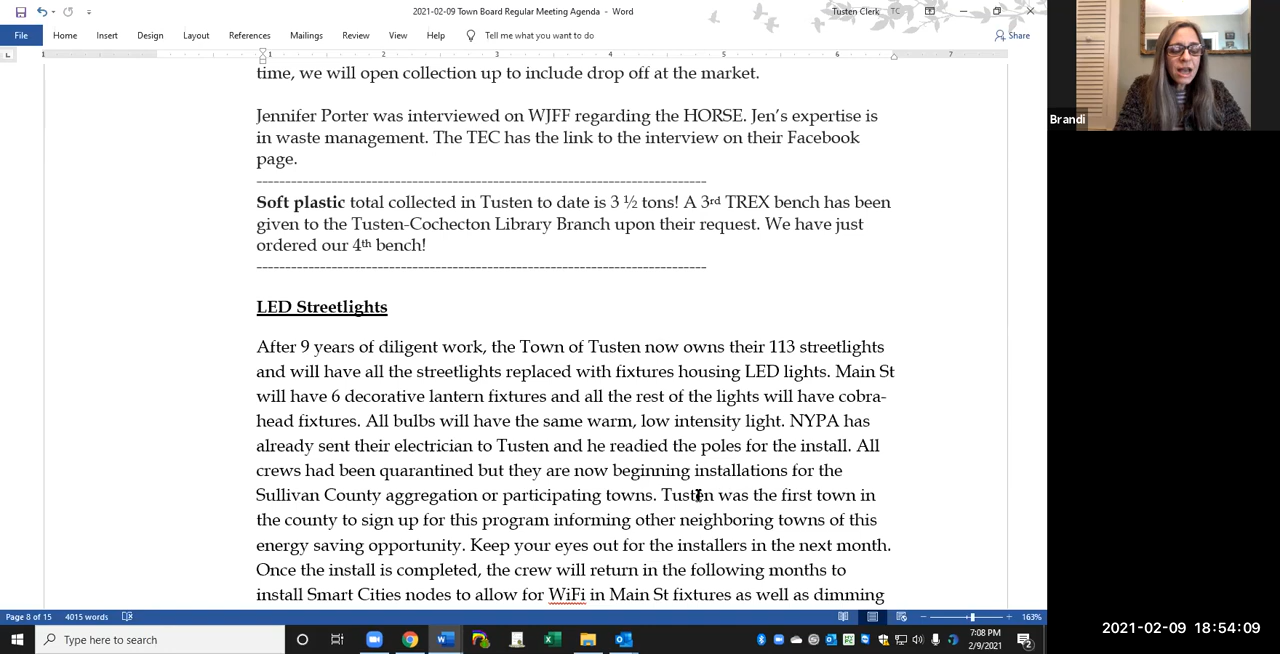 2021-02-09 Town Board Regular Meeting Agenda - Word
Tusten Clerk TC
File Home Insert Design Layout References Mailings Review View Help Tell me what you want to do Share
1 1 2 3 4 5 6 7
time, we will open collection up to include drop off at the market.
Jennifer Porter was interviewed on WJFF regarding the HORSE. Jen’s expertise is
in waste management. The TEC has the link to the interview on their Facebook
page.
Soft plastic total collected in Tusten to date is 3 ½ tons! A 3rd TREX bench has been
given to the Tusten-Cochecton Library Branch upon their request. We have just
ordered our 4th bench!
LED Streetlights
After 9 years of diligent work, the Town of Tusten now owns their 113 streetlights
and will have all the streetlights replaced with fixtures housing LED lights. Main St
will have 6 decorative lantern fixtures and all the rest of the lights will have cobra-
head fixtures. All bulbs will have the same warm, low intensity light. NYPA has
already sent their electrician to Tusten and he readied the poles for the install. All
crews had been quarantined but they are now beginning installations for the
Sullivan County aggregation or participating towns. Tusten was the first town in
the county to sign up for this program informing other neighboring towns of this
energy saving opportunity. Keep your eyes out for the installers in the next month.
Once the install is completed, the crew will return in the following months to
install Smart Cities nodes to allow for WiFi in Main St fixtures as well as dimming
Page 8 of 15 4015 words 163%
Type here to search
7:08 PM
2/9/2021
2
Brandi
2021-02-09 18:54:09